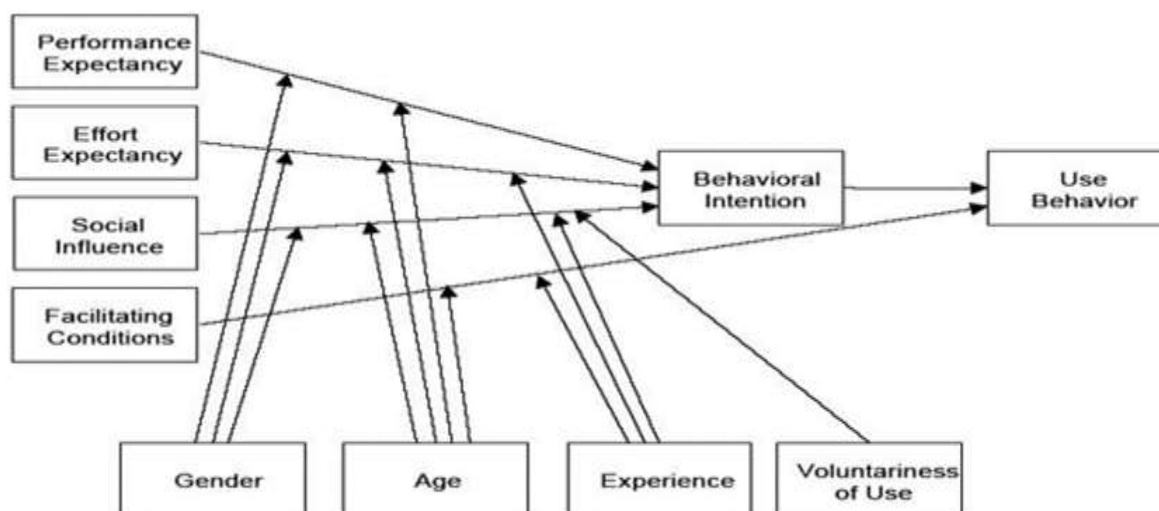 Performance
Expectancy
Effort
Expectancy
Social
Influence
Facilitating
Conditions
Behavioral
Intention
Use
Behavior
Gender
Age
Experience
Voluntariness
of Use